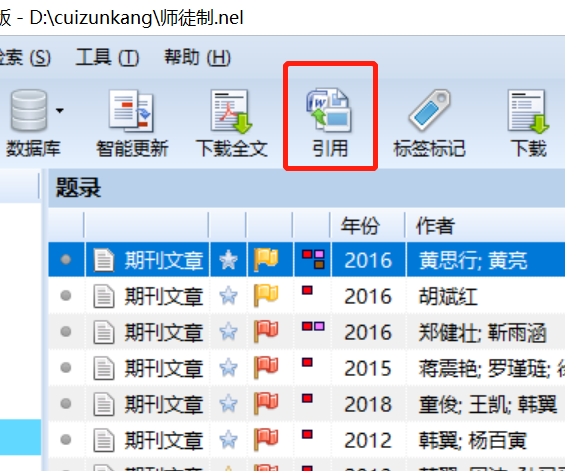 版 - D:\cuizunkang\师徒制.nel
检索 (S) 工具 (T) 帮助 (H)
数据库 智能更新 下载全文 引用 标签标记 下载
题录
年份 作者
期刊文章 2016 黄思行; 黄亮
期刊文章 2016 胡斌红
期刊文章 2016 郑健壮; 靳雨涵
期刊文章 2015 蒋震艳; 罗瑾琏;
期刊文章 2018 童俊; 王凯; 韩翼
期刊文章 2012 韩翼; 杨百寅